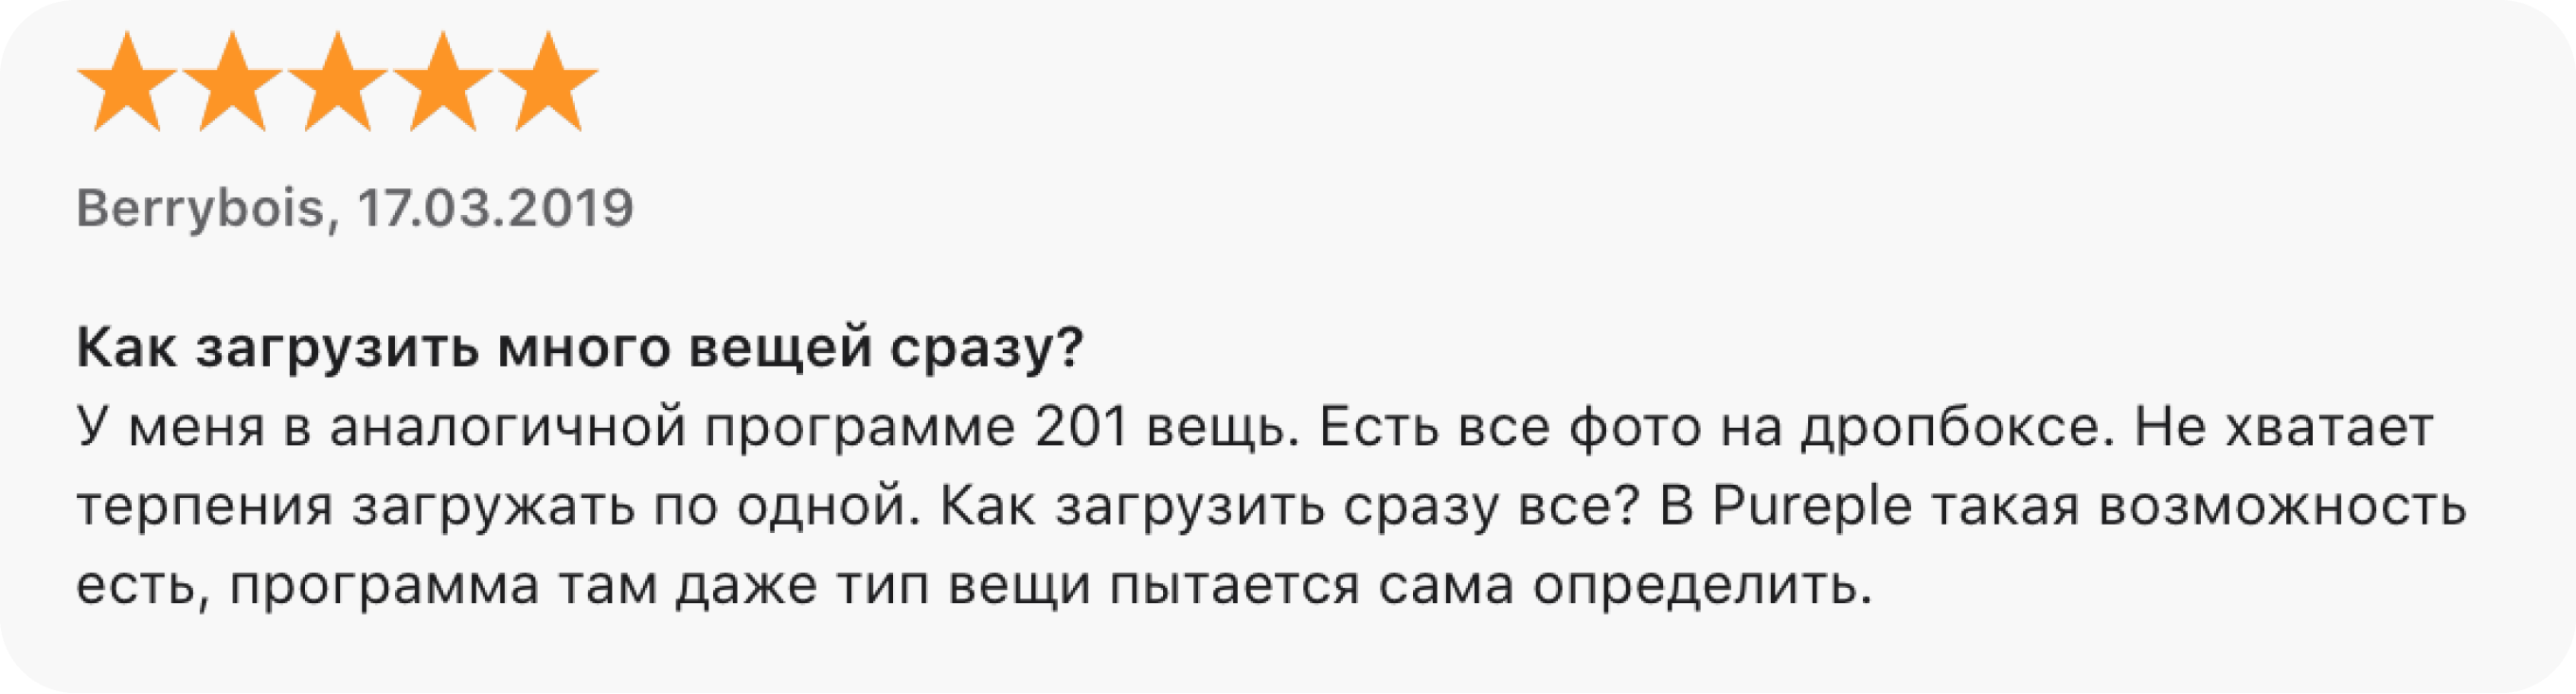 Berrybois, 17.03.2019
Как загрузить много вещей сразу?
У меня в аналогичной программе 201 вещь. Есть все фото на дропбоксе. Не хватает
терпения загружать по одной. Как загрузить сразу все? В Pureple такая возможность
есть, программа там даже тип вещи пытается сама определить.